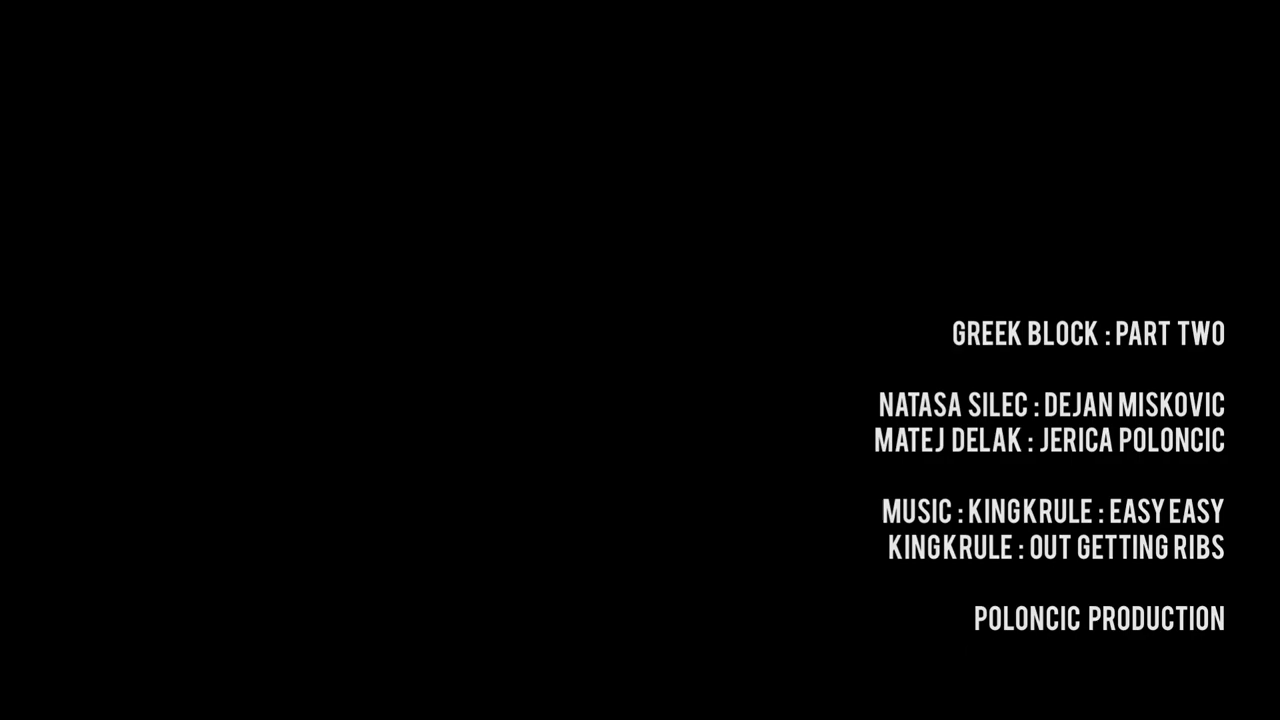 GREEK BLOCK : PART TWO
NATASA SILEC : DEJAN MISKOVIC
MATEJ DELAK : JERICA POLONCIC
MUSIC : KINGKRULE : EASY EASY
KINGKRULE : OUT GETTING RIBS
POLONCIC PRODUCTION